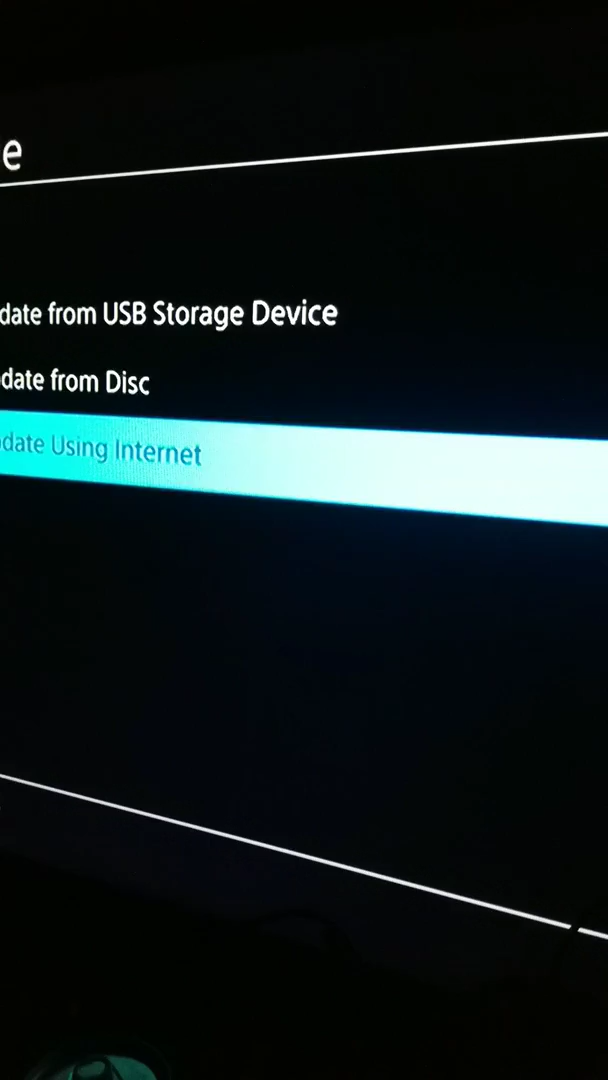 e
date from USB Storage Device
date from Disc
date Using Internet